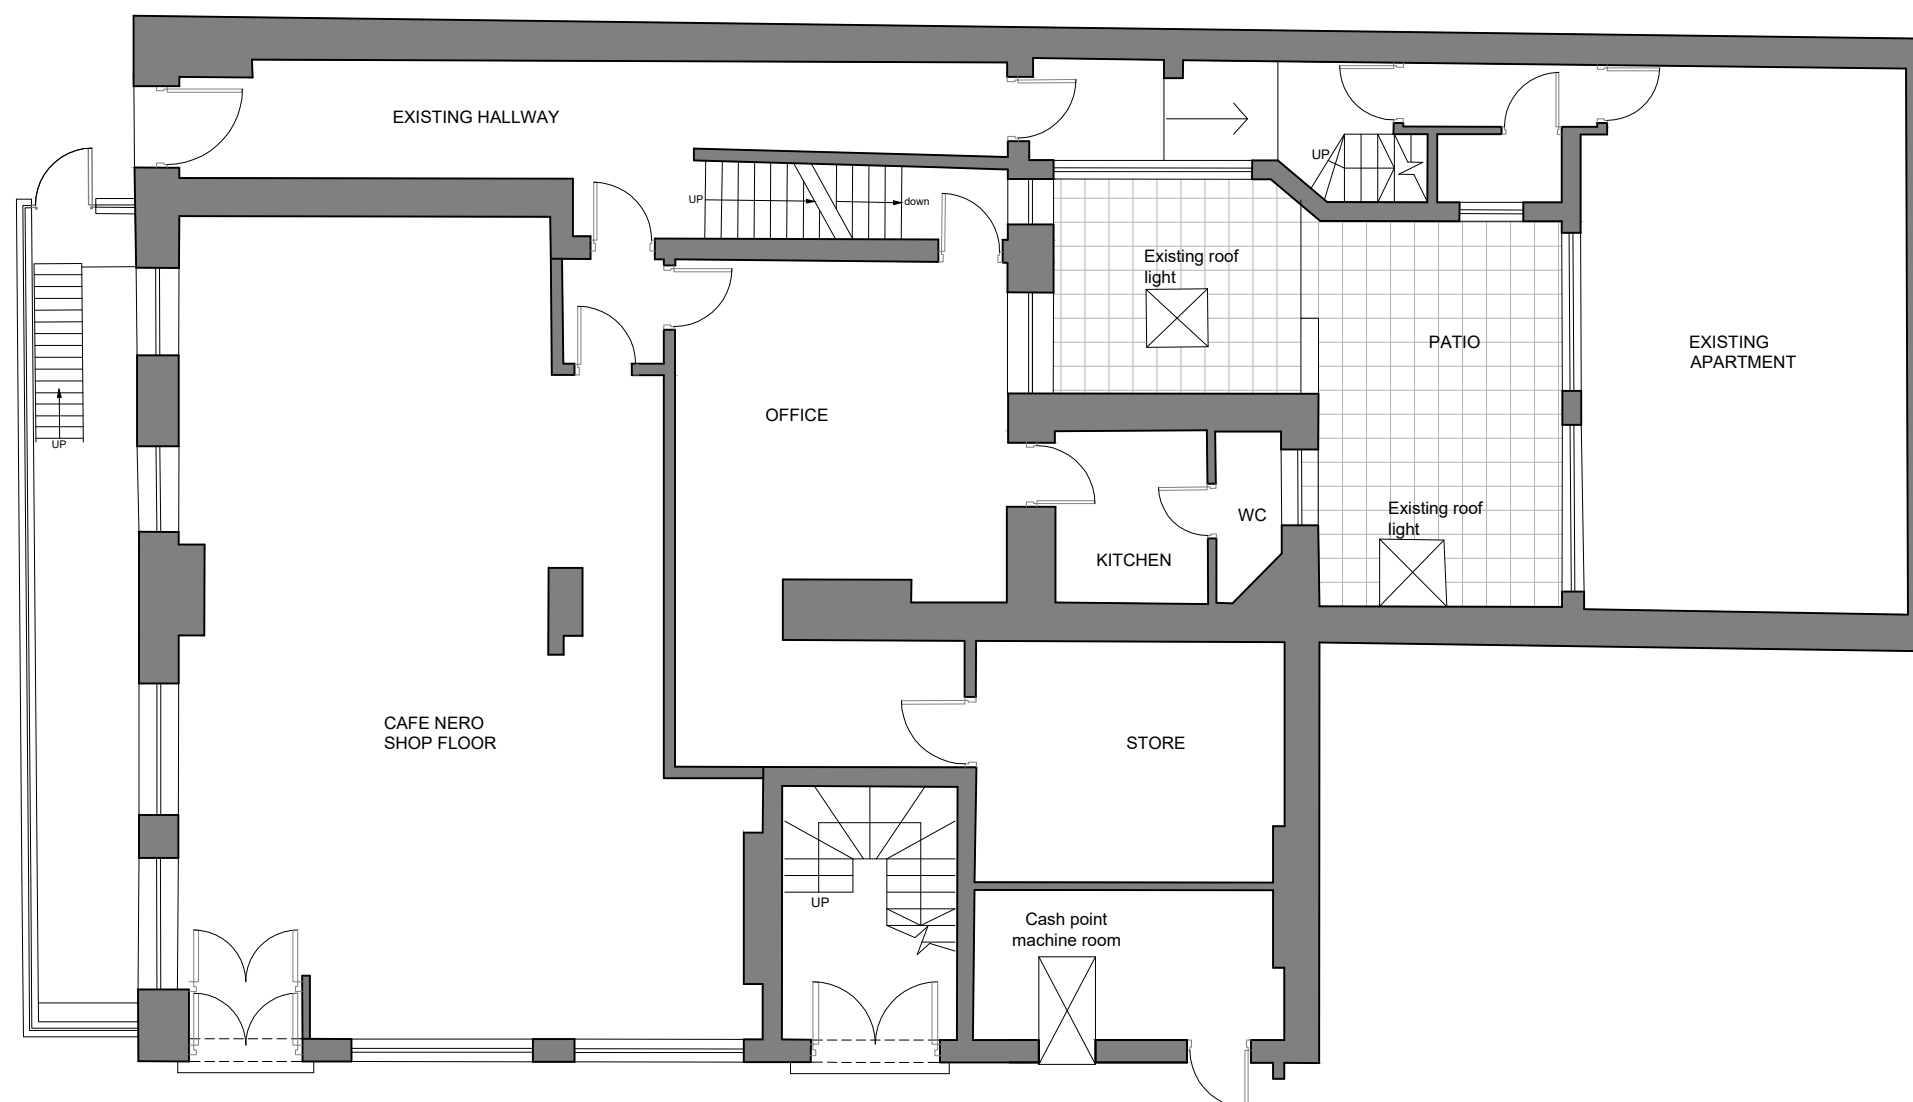 EXISTING HALLWAY
UP
UP
down
Existing roof
light
PATIO
EXISTING
APARTMENT
OFFICE
UP
Existing roof
light
WC
KITCHEN
CAFE NERO
SHOP FLOOR
STORE
UP
Cash point
machine room